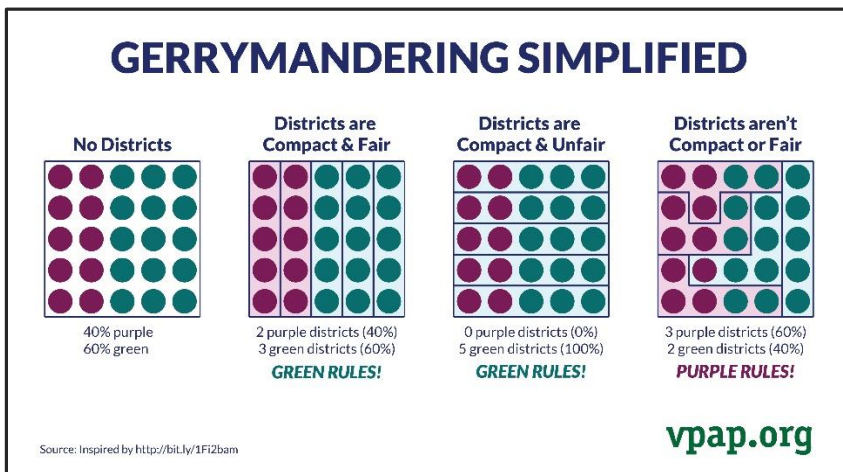 GERRYMANDERING SIMPLIFIED
No Districts
Districts are
Compact & Fair
Districts are
Compact & Unfair
Districts aren't
Compact or Fair
40% purple
60% green
2 purple districts (40%)
3 green districts (60%)
GREEN RULES!
0 purple districts (0%)
5 green districts (100%)
GREEN RULES!
3 purple districts (60%)
2 green districts (40%)
PURPLE RULES!
Source: Inspired by http://bit.ly/1Fi2bam
vpap.org